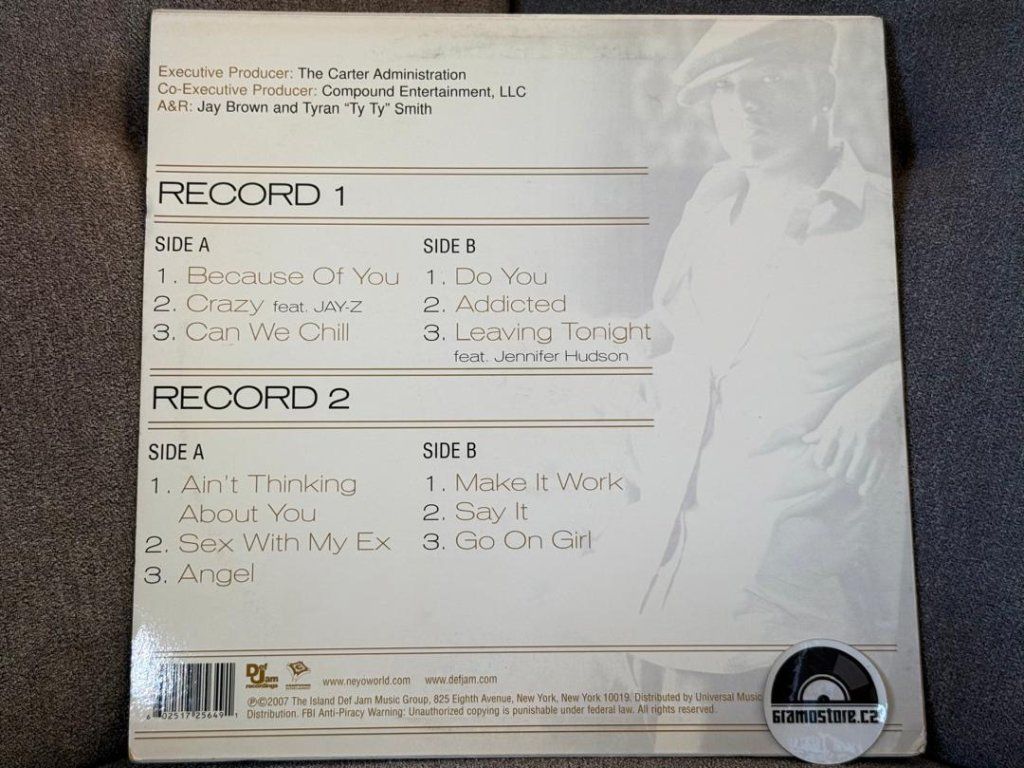 Executive Producer: The Carter Administration
Co-Executive Producer: Compound Entertainment, LLC
A&R: Jay Brown and Tyran “Ty Ty” Smith
RECORD 1
SIDE A
1. Because Of You
2. Crazy feat. JAY-Z
3. Can We Chill
SIDE B
1. Do You
2. Addicted
3. Leaving Tonight
feat. Jennifer Hudson
RECORD 2
SIDE A
1. Ain't Thinking
About You
2. Sex With My Ex
3. Angel
SIDE B
1. Make It Work
2. Say It
3. Go On Girl
6 02517 25649 1
Def Jam
recordings
www.neyoworld.com www.defjam.com
℗©2007 The Island Def Jam Music Group, 825 Eighth Avenue, New York, New York 10019. Distributed by Universal Music
Distribution. FBI Anti-Piracy Warning: Unauthorized copying is punishable under federal law. All rights reserved.
Gramostore.cz